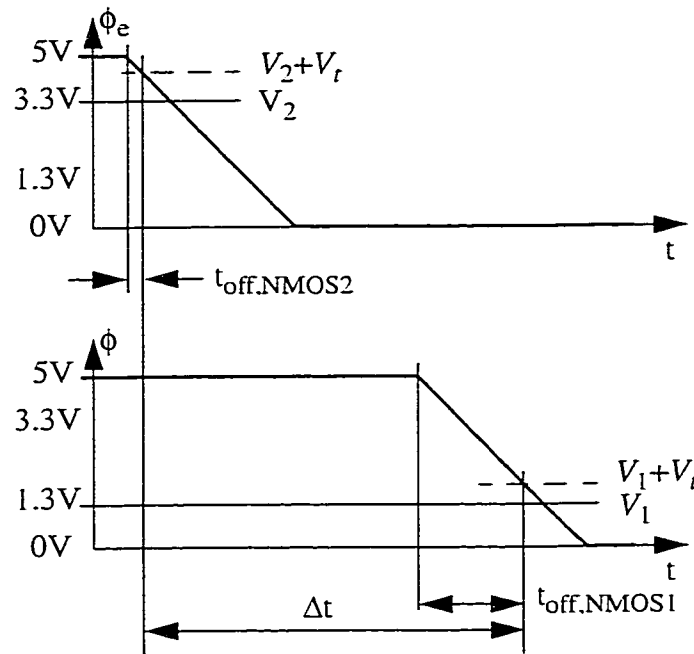 ϕe
5V
V2+Vt
3.3V
V2
1.3V
0V
t
toff,NMOS2
ϕ
5V
3.3V
V1+Vt
1.3V
V1
0V
t
toff,NMOS1
Δt